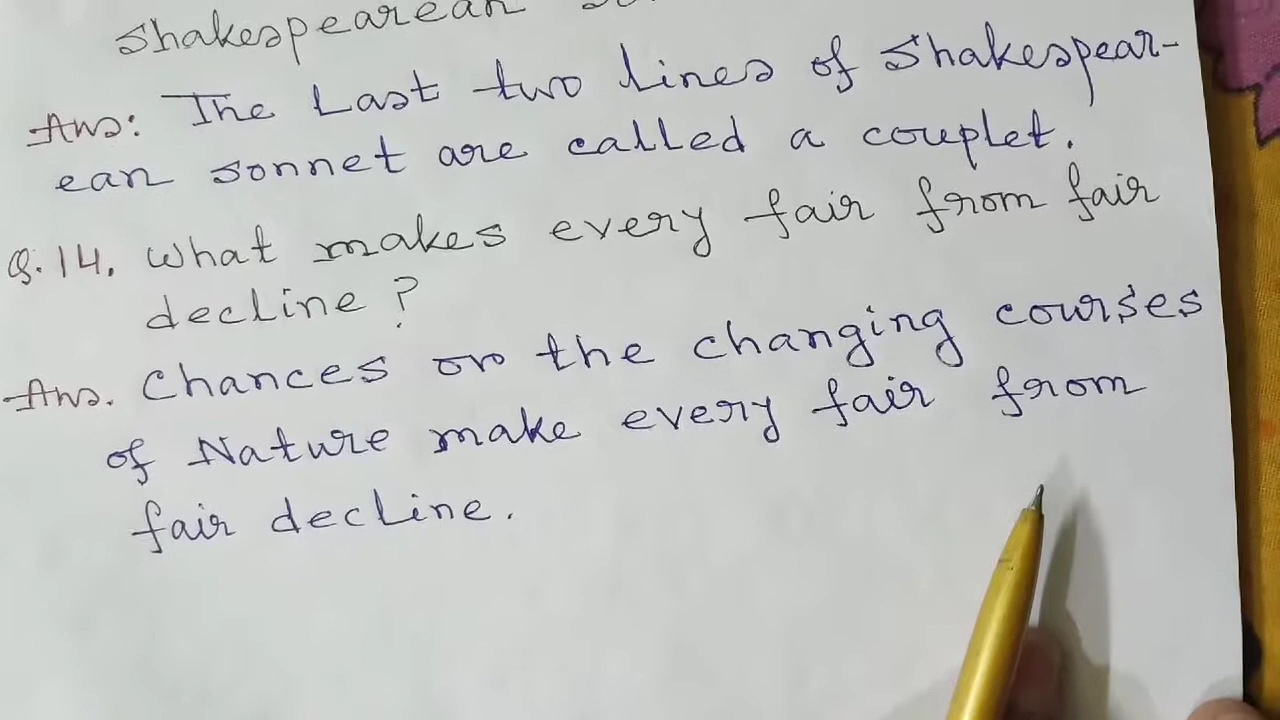 Shakespearean
Ans: The Last two lines of Shakespear-
ean sonnet are called a couplet.
Q.14. What makes every fair from fair
decline?
Ans. Chances or the changing courses
of Nature make every fair from
fair decline.